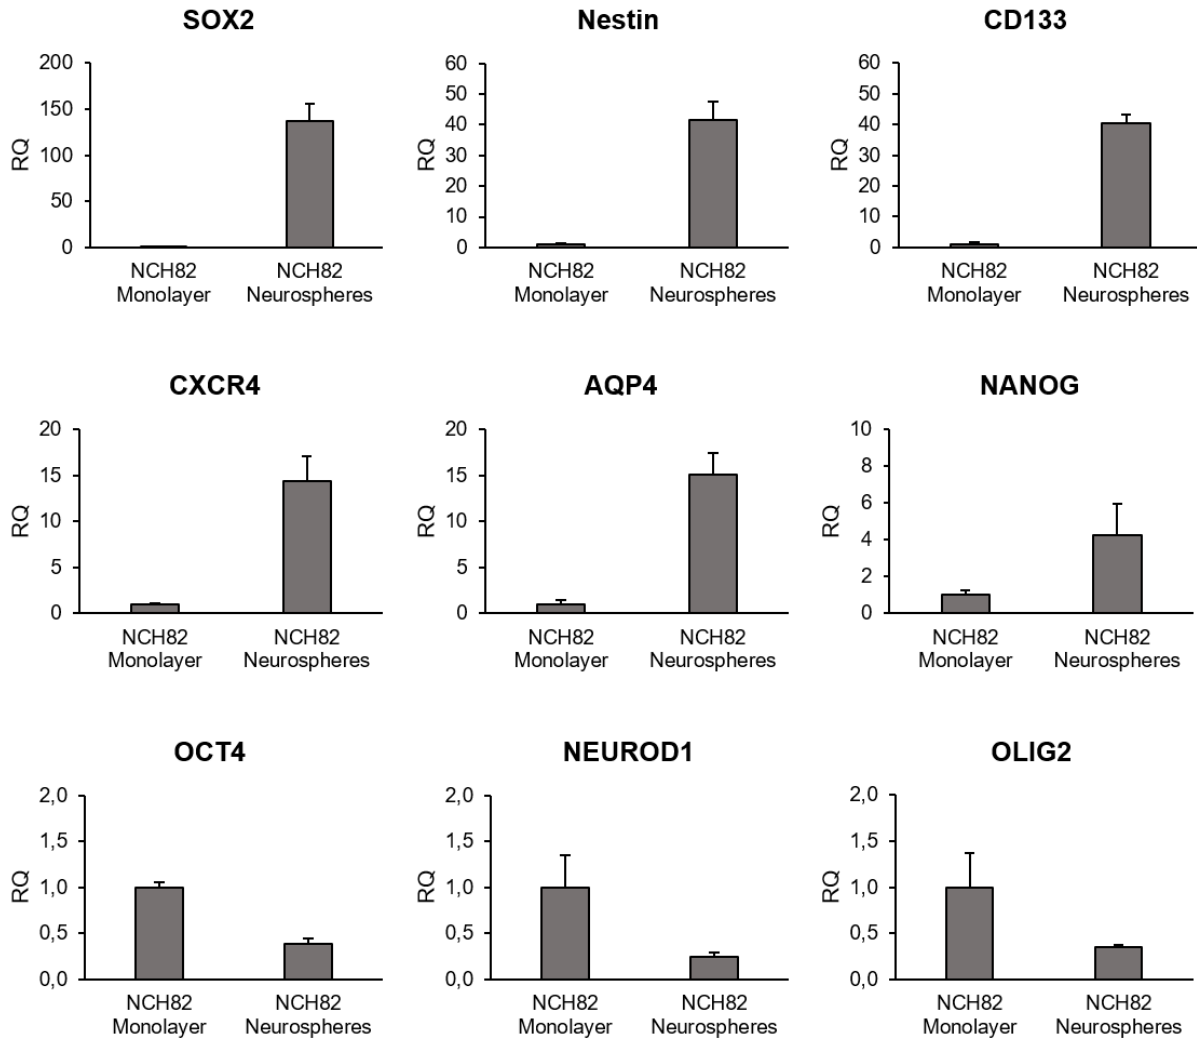 SOX2
200
150
100
50
0
RQ
NCH82
Monolayer
NCH82
Neurospheres
Nestin
60
50
40
30
20
10
0
RQ
NCH82
Monolayer
NCH82
Neurospheres
CD133
60
50
40
30
20
10
0
RQ
NCH82
Monolayer
NCH82
Neurospheres
CXCR4
20
15
10
5
0
RQ
NCH82
Monolayer
NCH82
Neurospheres
AQP4
20
15
10
5
0
RQ
NCH82
Monolayer
NCH82
Neurospheres
NANOG
10
8
6
4
2
0
RQ
NCH82
Monolayer
NCH82
Neurospheres
OCT4
2,0
1,5
1,0
0,5
0,0
RQ
NCH82
Monolayer
NCH82
Neurospheres
NEUROD1
2,0
1,5
1,0
0,5
0,0
RQ
NCH82
Monolayer
NCH82
Neurospheres
OLIG2
2,0
1,5
1,0
0,5
0,0
RQ
NCH82
Monolayer
NCH82
Neurospheres